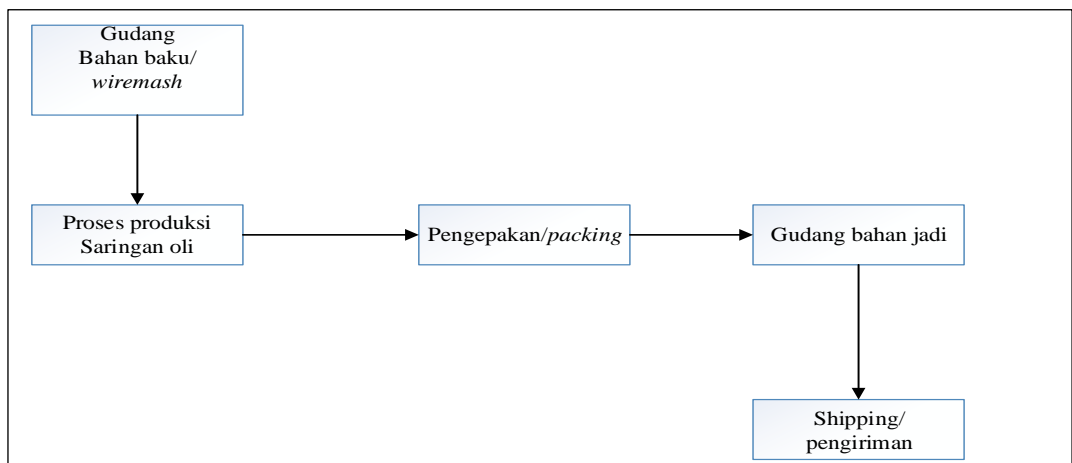 Gudang
Bahan baku/
wiremash
Proses produksi
Saringan oli
Pengepakan/packing
Gudang bahan jadi
Shipping/
pengiriman